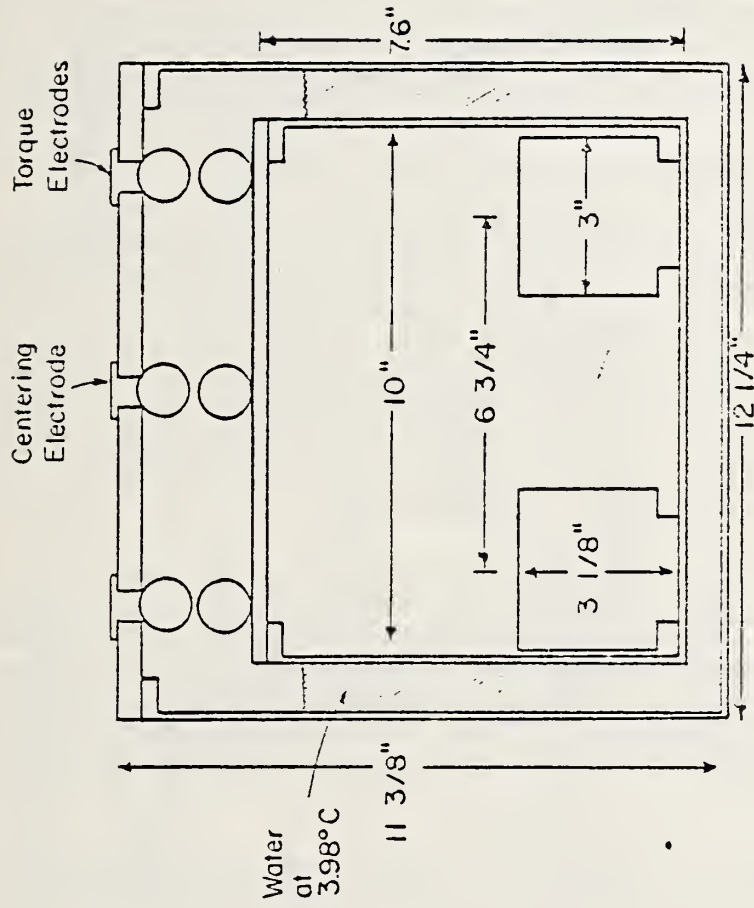 Torque
Electrodes
Centering
Electrode
7.6"
10"
3"
6 3/4"
3 1/8"
12 1/4"
11 3/8"
Water
at
3.98°C